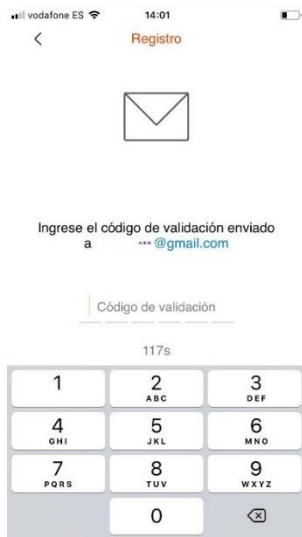 vodafone ES 14:01
Registro
Ingrese el código de validación enviado
a ... @gmail.com
Código de validación
117s
1 2 3
ABC DEF
4 5 6
GHI JKL MNO
7 8 9
PQRS TUV WXYZ
0